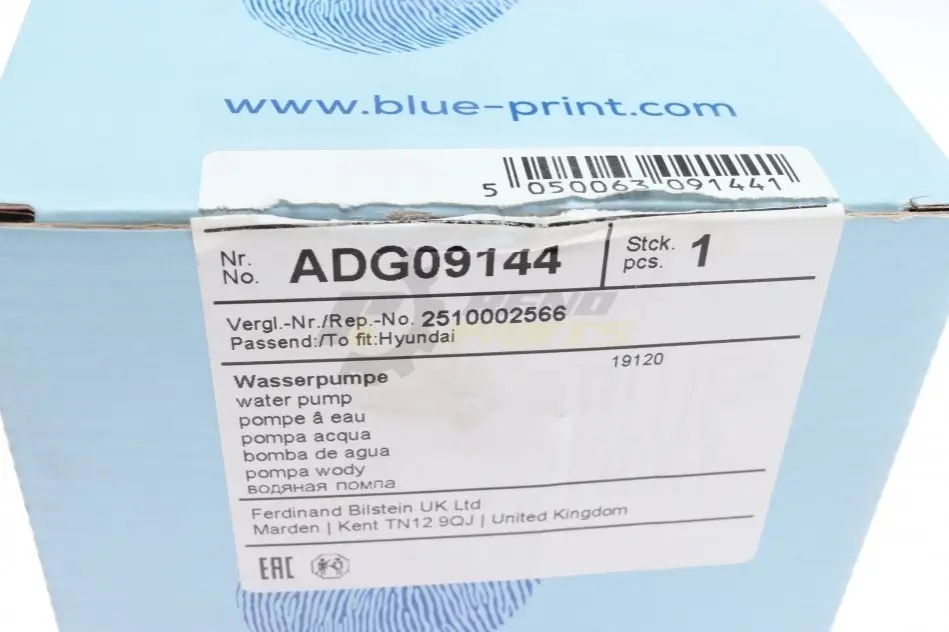 www.blue-print.com
5 050063 091441
Nr.
No. ADG09144
Stck.
pcs. 1
Vergl.-Nr./Rep.-No. 2510002566
Passend:/To fit:Hyundai
19120
Wasserpumpe
water pump
pompe â eau
pompa acqua
bomba de agua
pompa wody
водяная помпа
Ferdinand Bilstein UK Ltd
Marden | Kent TN12 9QJ | United Kingdom
EAC